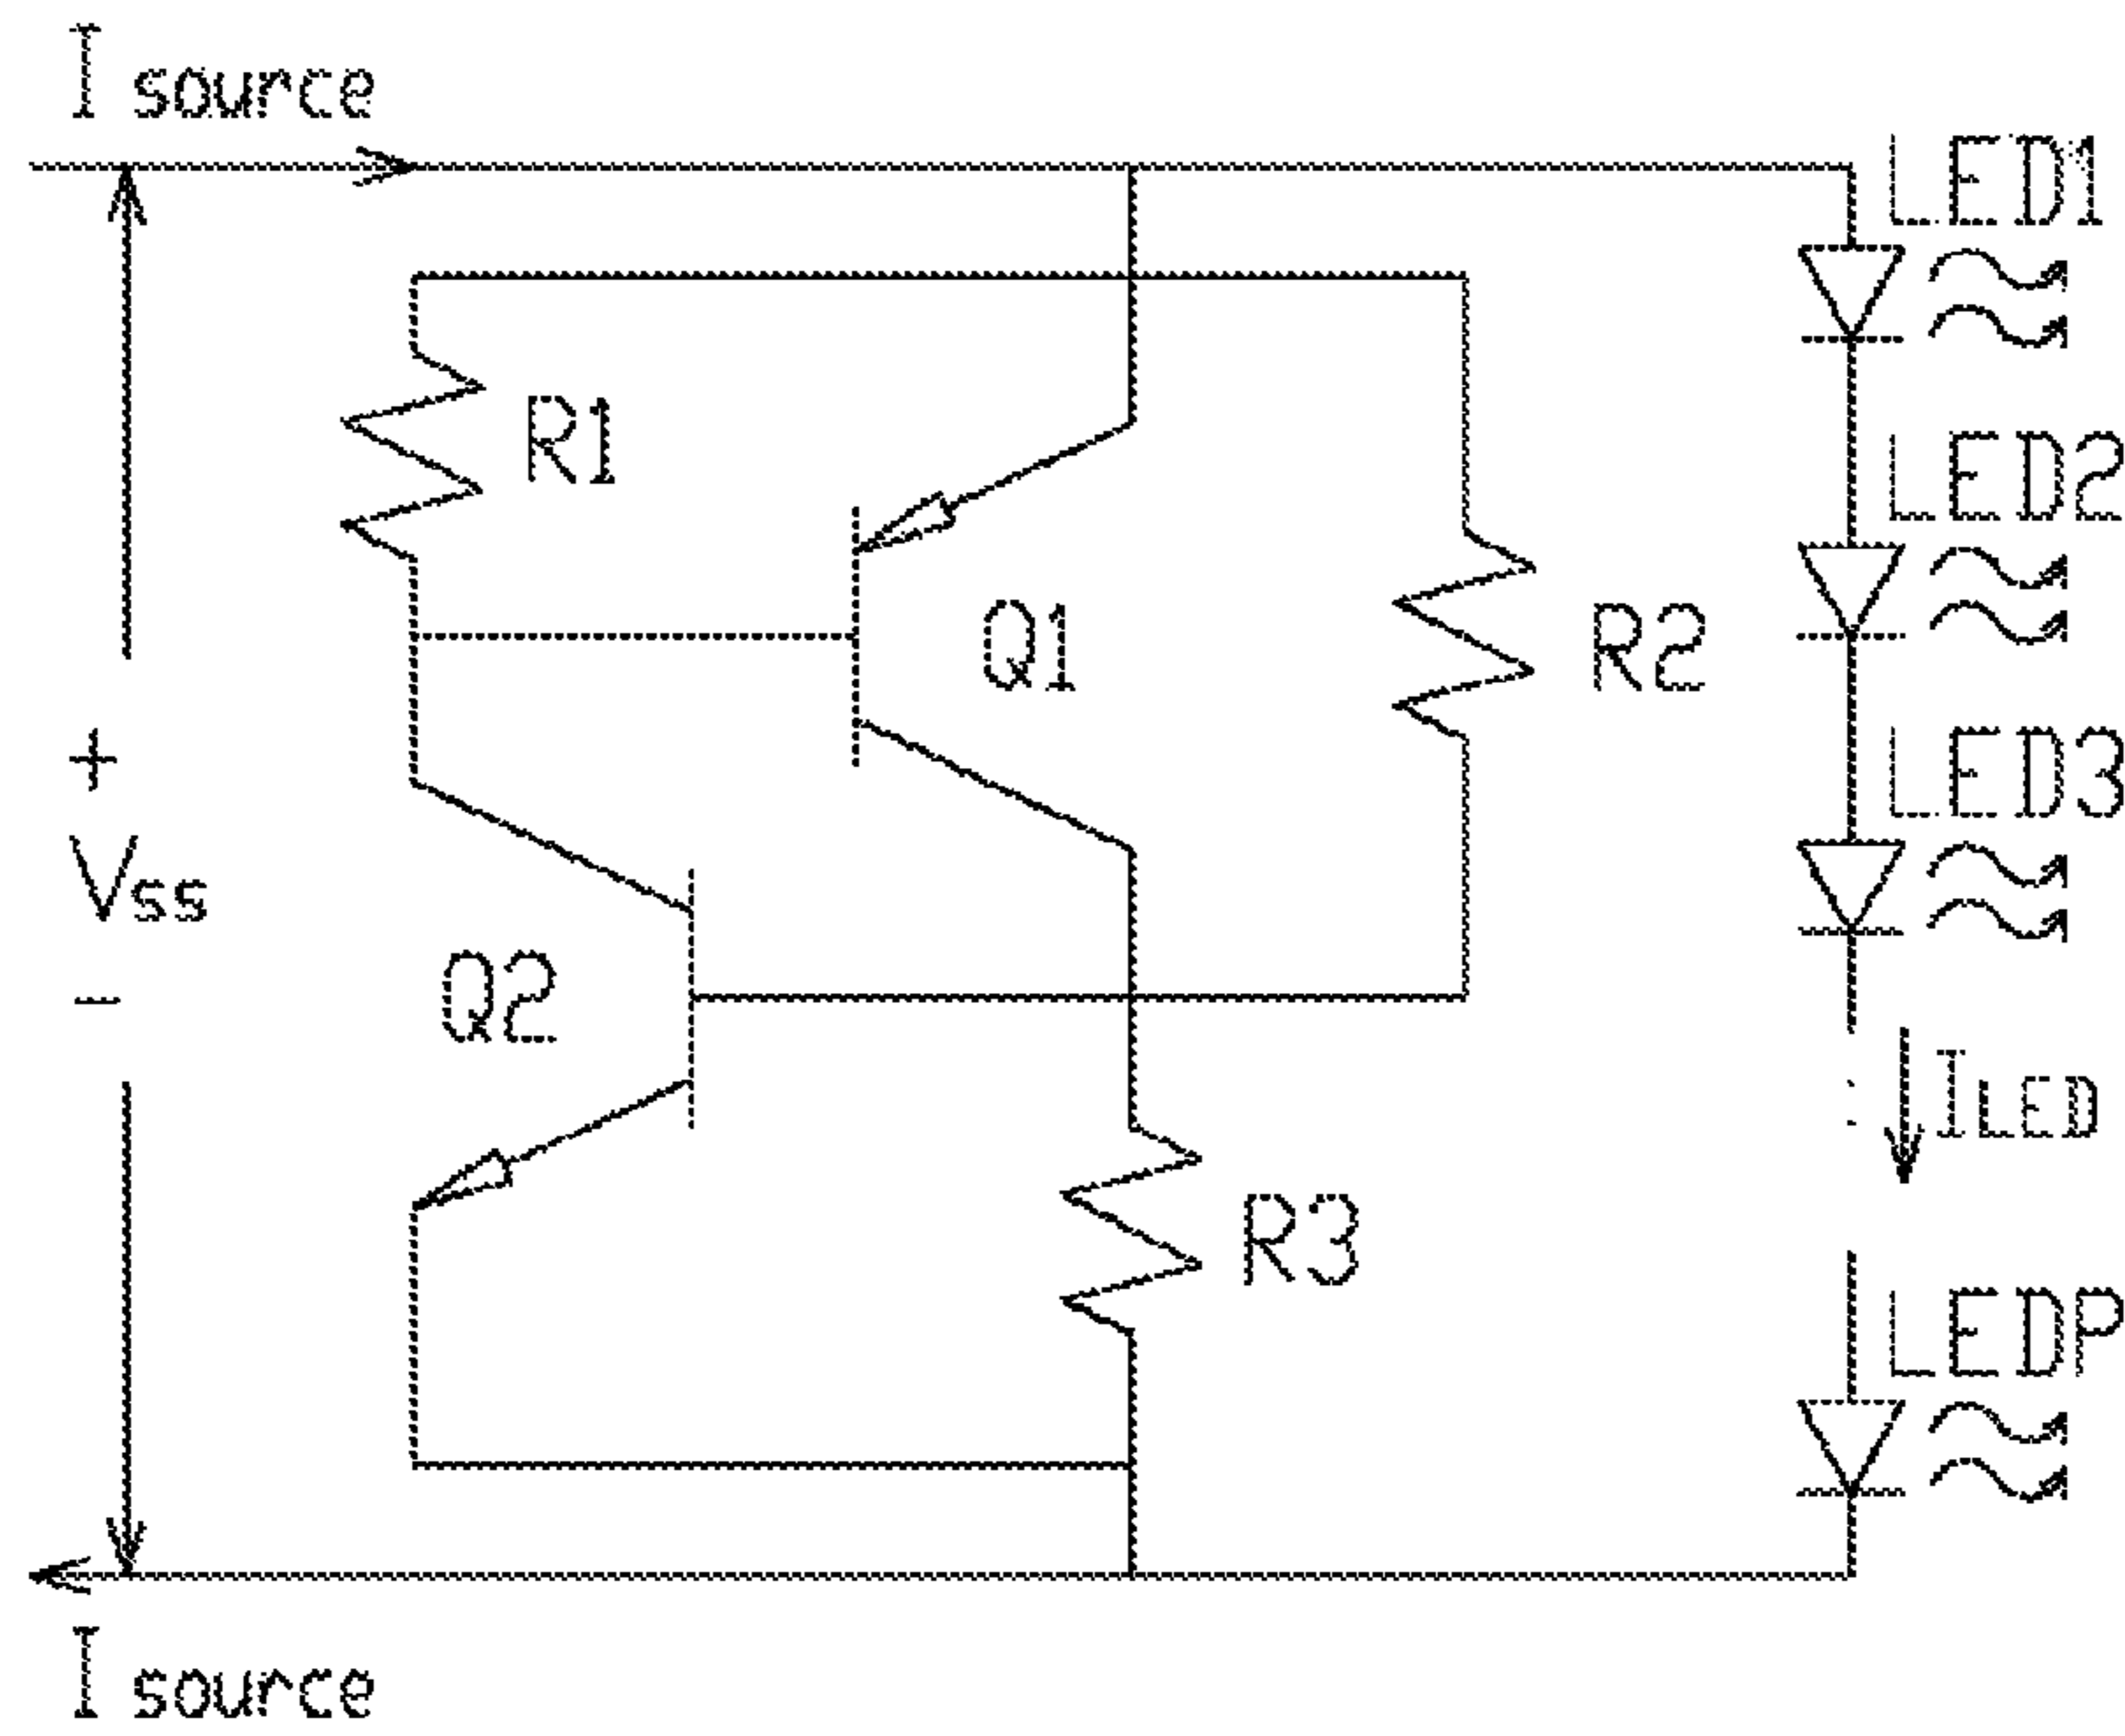 I source
LED1
R1
LED2
Q1
R2
+
Vss
-
LED3
Q2
ILED
R3
LEDP
I source